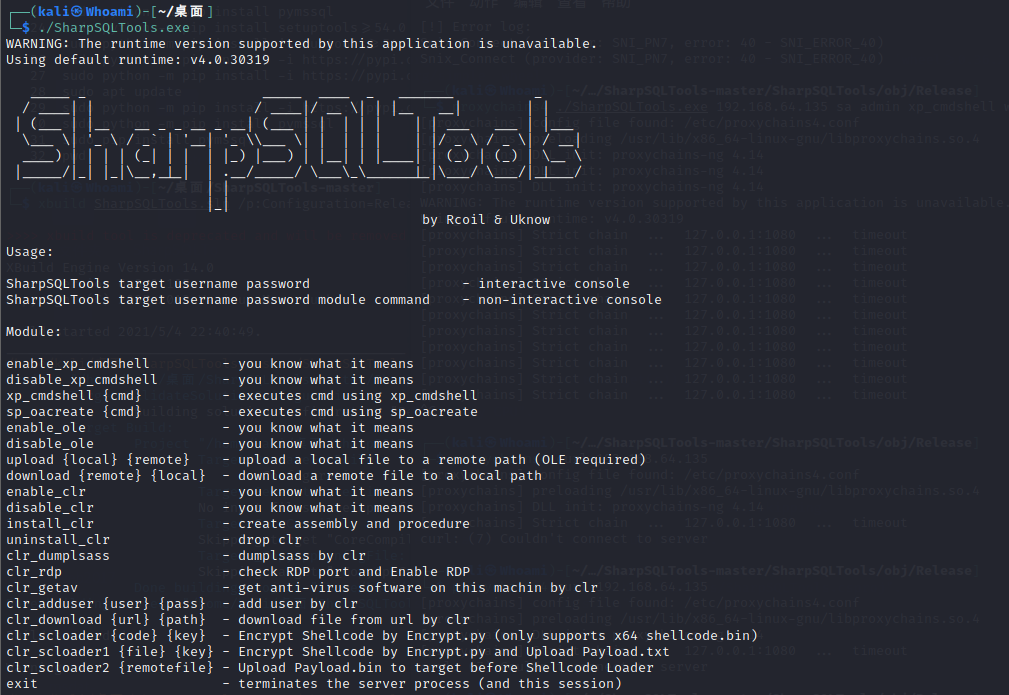 (kali㉿Whoami)-[~/桌面]
$ ./SharpSQLTools.exe
WARNING: The runtime version supported by this application is unavailable.
Using default runtime: v4.0.30319
SharpSQLTools
by Rcoil & Uknow
Usage:
SharpSQLTools target username password - interactive console
SharpSQLTools target username password module command - non-interactive console
Module:
enable_xp_cmdshell - you know what it means
disable_xp_cmdshell - you know what it means
xp_cmdshell {cmd} - executes cmd using xp_cmdshell
sp_oacreate {cmd} - executes cmd using sp_oacreate
enable_ole - you know what it means
disable_ole - you know what it means
upload {local} {remote} - upload a local file to a remote path (OLE required)
download {remote} {local} - download a remote file to a local path
enable_clr - you know what it means
disable_clr - you know what it means
install_clr - create assembly and procedure
uninstall_clr - drop clr
clr_dumplsass - dumplsass by clr
clr_rdp - check RDP port and Enable RDP
clr_getav - get anti-virus software on this machin by clr
clr_adduser {user} {pass} - add user by clr
clr_download {url} {path} - download file from url by clr
clr_scloader {code} {key} - Encrypt Shellcode by Encrypt.py (only supports x64 shellcode.bin)
clr_scloader1 {file} {key} - Encrypt Shellcode by Encrypt.py and Upload Payload.txt
clr_scloader2 {remotefile} - Upload Payload.bin to target before Shellcode Loader
exit - terminates the server process (and this session)